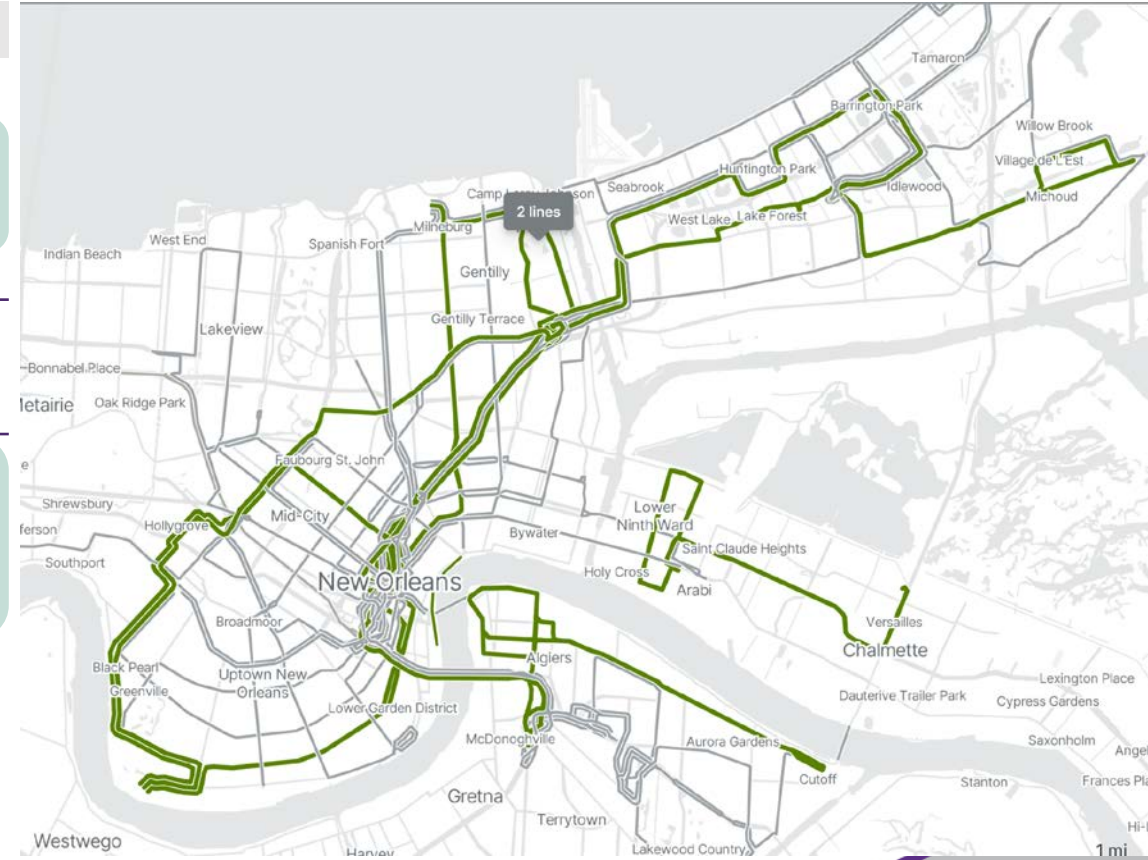 Tamaron
Barrington Park
Willow Brook
Village de L'Est
Huntington Park
Idlewood
Michoud
Seabrook
Camp
Johnson
2 lines
West Lake
Lake Forest
Milneburg
West End
Spanish Fort
Indian Beach
Gentilly
Gentilly Terrace
Lakeview
Bonnabel Place
Oak Ridge Park
Faubourg St. John
Shrewsbury
Mid-City
Hollygrove
Southport
Lower
Ninth Ward
Bywater
Saint Claude Heights
Holy Cross
Arabi
New Orleans
Broadmoor
Versailles
Chalmette
Black Pearl
Greenville
Uptown New
Orleans
Algiers
Lexington Place
Dauterive Trailer Park
Cypress Gardens
Lower Garden District
McDonoghville
Aurora Gardens
Saxonholm
Cutoff
Stanton
Gretna
Terrytown
Westwego
Harvey
Lakewood Country
1 mi